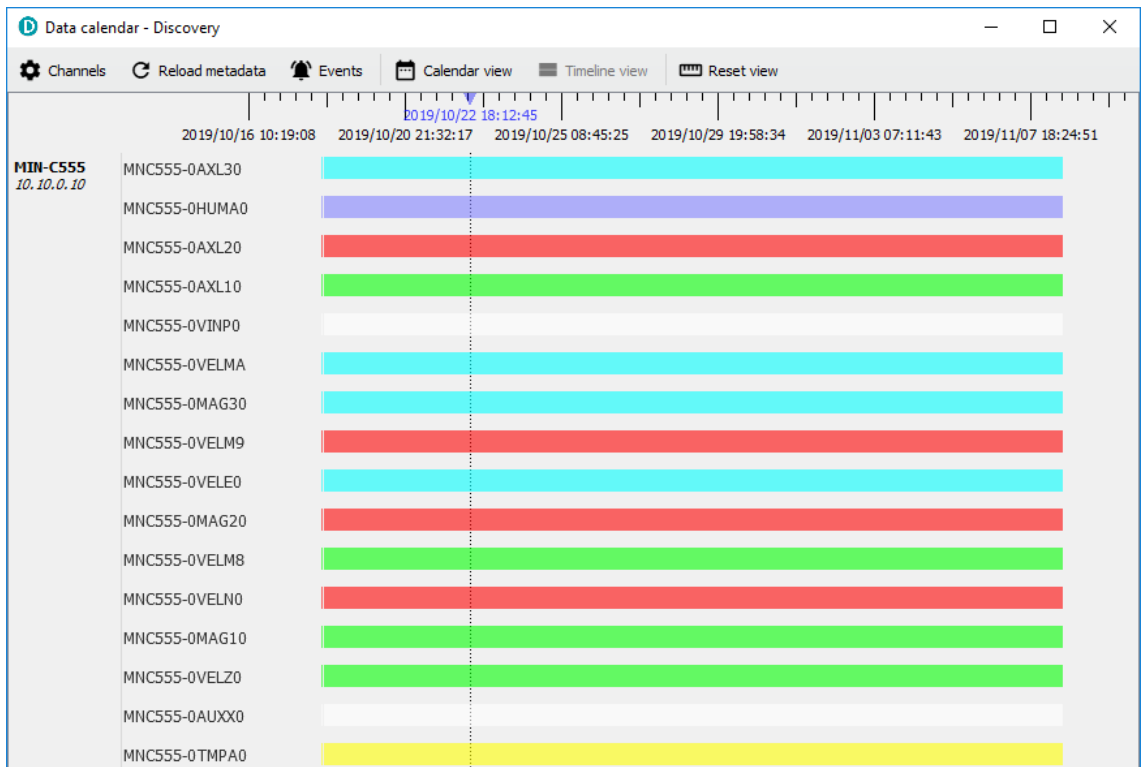 Data calendar - Discovery
Channels Reload metadata Events Calendar view Timeline view Reset view
2019/10/22 18:12:45
2019/10/16 10:19:08 2019/10/20 21:32:17 2019/10/25 08:45:25 2019/10/29 19:58:34 2019/11/03 07:11:43 2019/11/07 18:24:51
MIN-C555 MNC555-0AXL30
10.10.0.10
MNC555-0HUMA0
MNC555-0AXL20
MNC555-0AXL10
MNC555-0VINP0
MNC555-0VELMA
MNC555-0MAG30
MNC555-0VELM9
MNC555-0VELE0
MNC555-0MAG20
MNC555-0VELM8
MNC555-0VELN0
MNC555-0MAG10
MNC555-0VELZ0
MNC555-0AUXX0
MNC555-0TMPA0